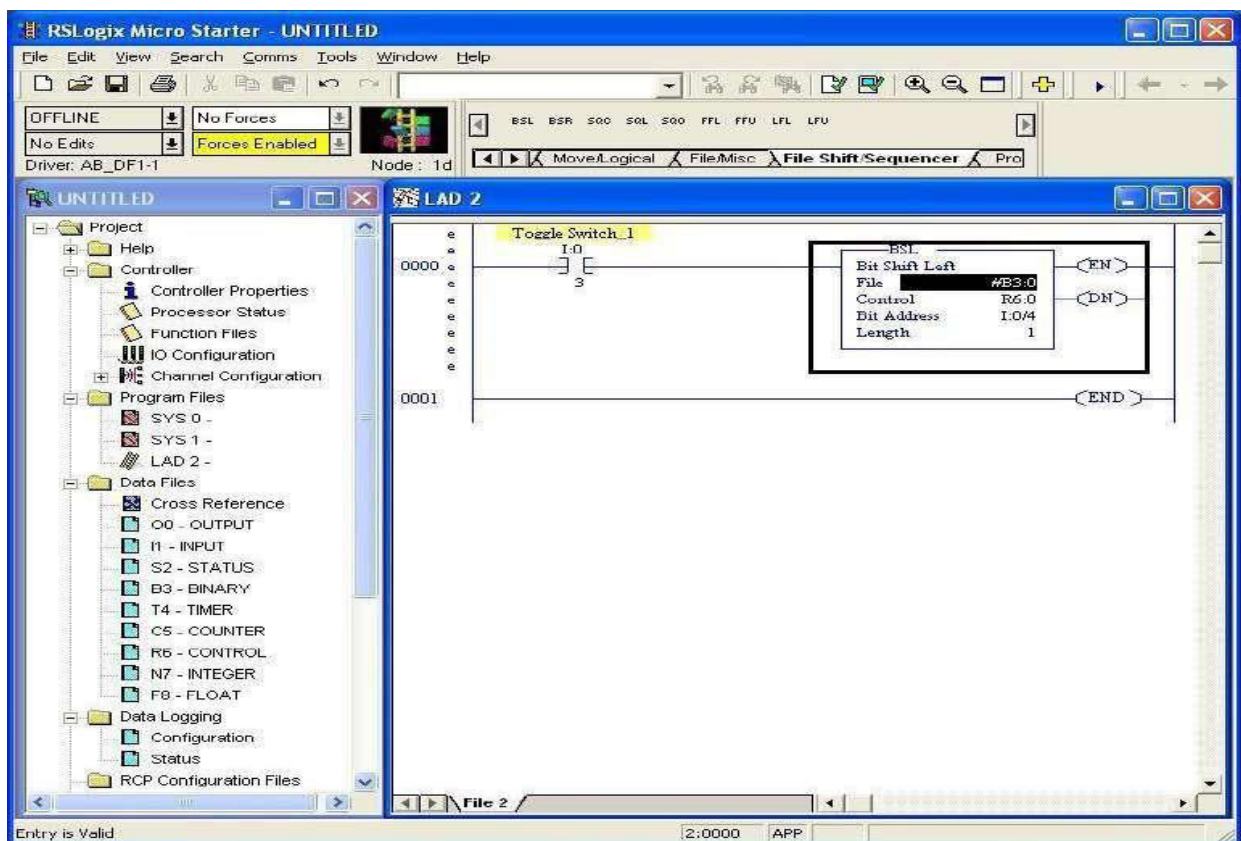 RSLogix Micro Starter - UNTITLED
File Edit View Search Comms Tools Window Help
OFFLINE No Forces
No Edits Forces Enabled
Driver: AB_DF1-1 Node : 1d
BSL BSR SQC SQL SQO FFL FFU LFL LFU
Move/Logical File/Misc File Shift/Sequencer Pro
UNTITLED
Project
Help
Controller
Controller Properties
Processor Status
Function Files
IO Configuration
Channel Configuration
Program Files
SYS 0 -
SYS 1 -
LAD 2 -
Data Files
Cross Reference
O0 - OUTPUT
I1 - INPUT
S2 - STATUS
B3 - BINARY
T4 - TIMER
C5 - COUNTER
R6 - CONTROL
N7 - INTEGER
F8 - FLOAT
Data Logging
Configuration
Status
RCP Configuration Files
LAD 2
e
e
0000 e
e
e
e
e
e
e
Toggle Switch_1
I:0
3
BSL
Bit Shift Left
File #B3:0
Control R6:0
Bit Address I:0/4
Length 1
EN
DN
0001
END
File 2
Entry is Valid
2:0000 APP